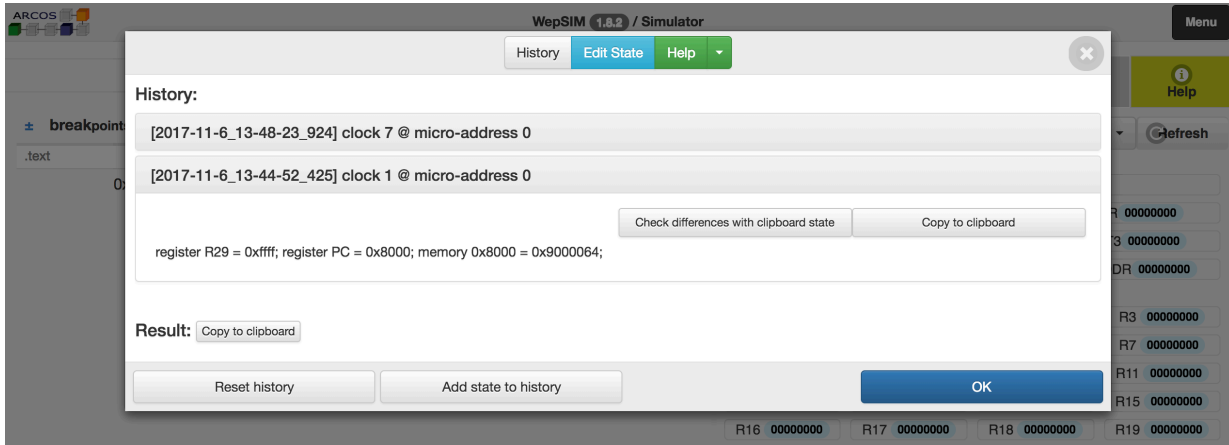 ARCOS
WepSIM 1.8.2 / Simulator
Menu
History
Edit State
Help
Help
History:
± breakpoint
[2017-11-6_13-48-23_924] clock 7 @ micro-address 0
Refresh
.text
[2017-11-6_13-44-52_425] clock 1 @ micro-address 0
0x
Check differences with clipboard state
Copy to clipboard
R 00000000
register R29 = 0xffff; register PC = 0x8000; memory 0x8000 = 0x9000064;
3 00000000
DR 00000000
Result: Copy to clipboard
R3 00000000
R7 00000000
Reset history
Add state to history
OK
R11 00000000
R15 00000000
R16 00000000
R17 00000000
R18 00000000
R19 00000000